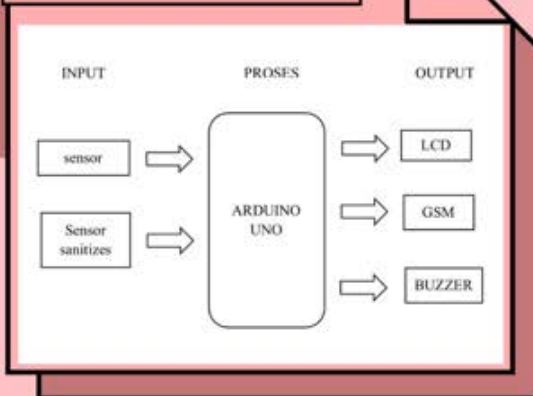 INPUT
PROSES
OUTPUT
sensor
Sensor
sanitizes
ARDUINO
UNO
LCD
GSM
BUZZER